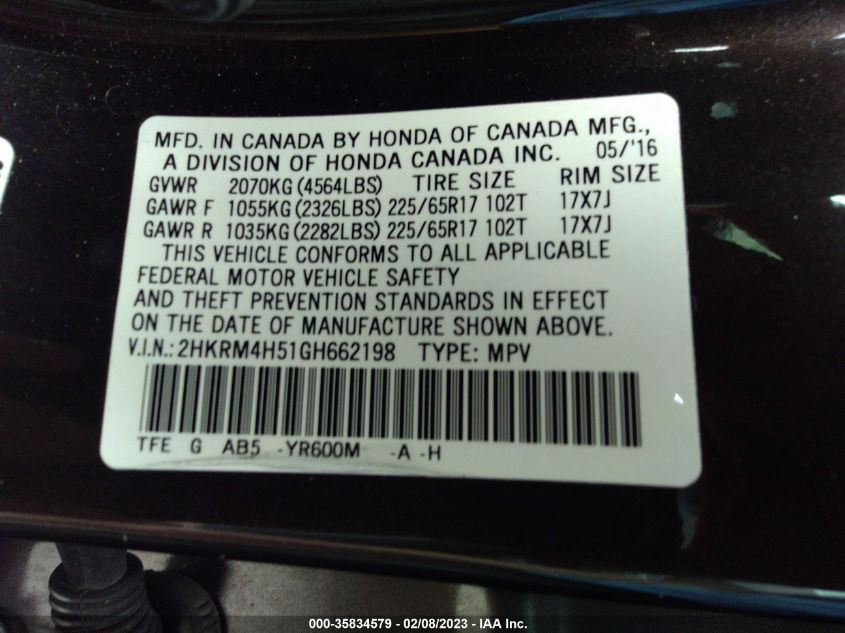 MFD. IN CANADA BY HONDA OF CANADA MFG.,
A DIVISION OF HONDA CANADA INC. 05/'16
GVWR 2070KG (4564LBS) TIRE SIZE RIM SIZE
GAWR F 1055KG (2326LBS) 225/65R17 102T 17X7J
GAWR R 1035KG (2282LBS) 225/65R17 102T 17X7J
THIS VEHICLE CONFORMS TO ALL APPLICABLE
FEDERAL MOTOR VEHICLE SAFETY
AND THEFT PREVENTION STANDARDS IN EFFECT
ON THE DATE OF MANUFACTURE SHOWN ABOVE.
V.I.N.: 2HKRM4H51GH662198 TYPE: MPV
TFE G AB5 -YR600M -A -H
000-35834579 - 02/08/2023 - IAA Inc.